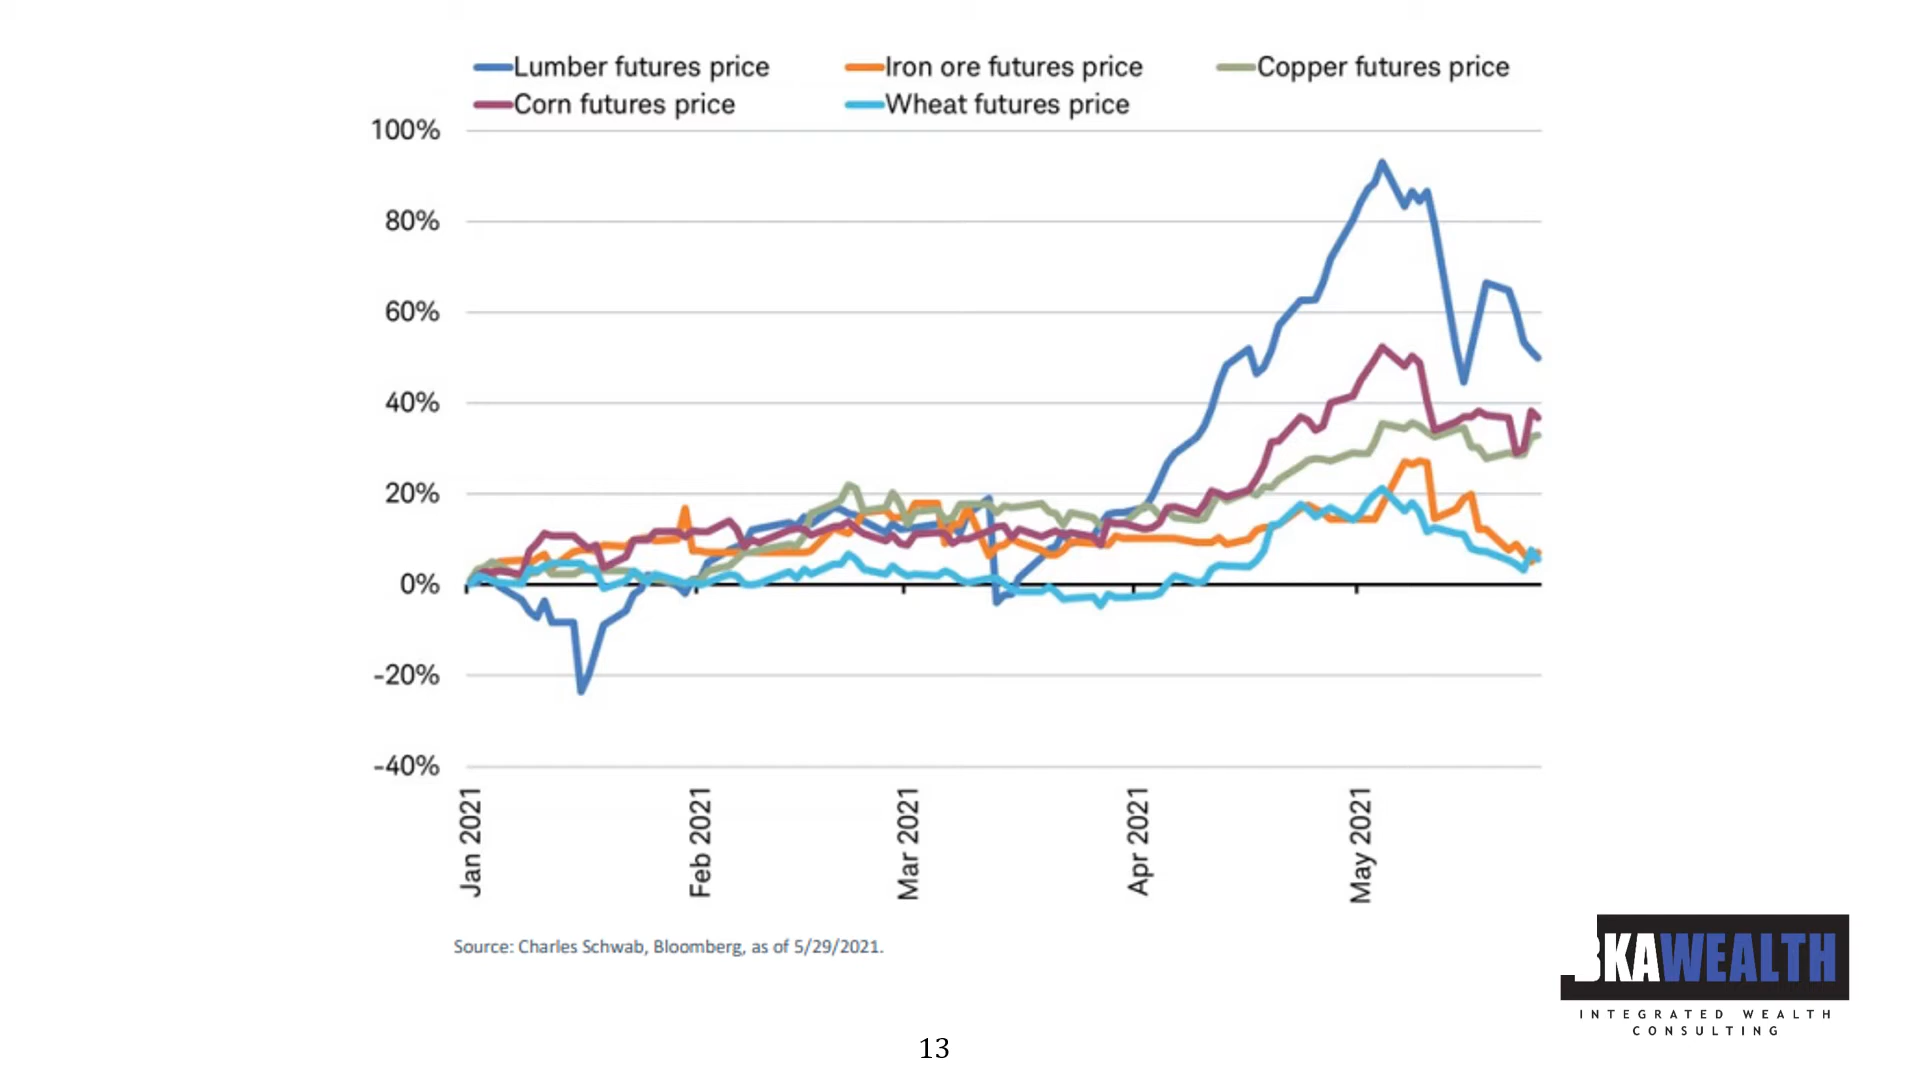 Lumber futures price Iron ore futures price Copper futures price
Corn futures price Wheat futures price
100%
80%
60%
40%
20%
0%
-20%
-40%
Jan 2021 Feb 2021 Mar 2021 Apr 2021 May 2021
Source: Charles Schwab, Bloomberg, as of 5/29/2021.
BKAWEALTH
INTEGRATED WEALTH
CONSULTING
13